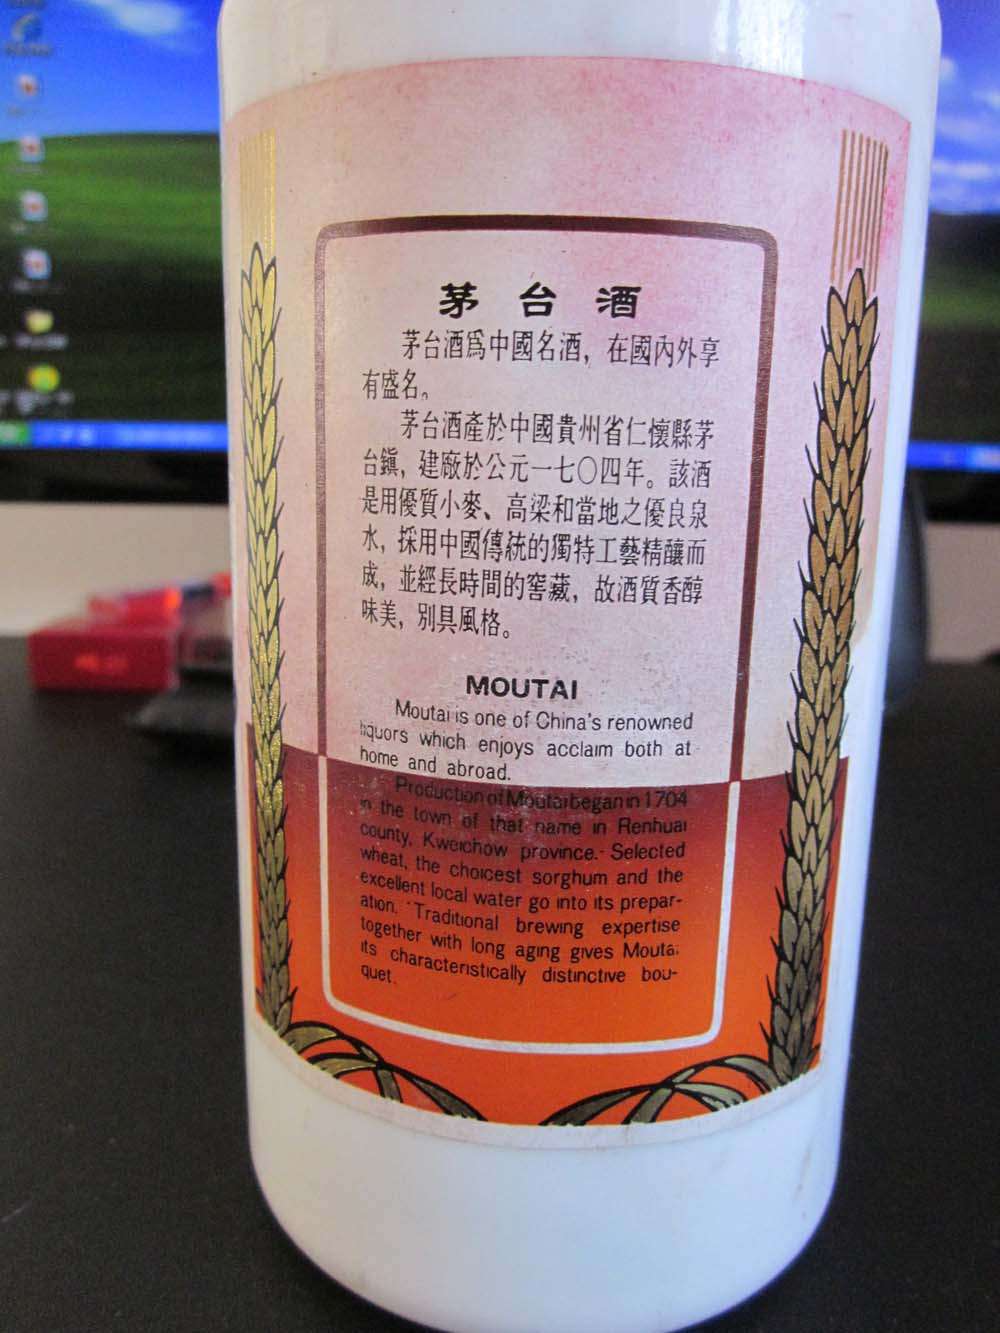 茅台酒
茅台酒爲中國名酒，在國內外享
有盛名。
茅台酒產於中國貴州省仁懷縣茅
台鎮，建廠於公元一七〇四年。該酒
是用優質小麥、高梁和當地之優良泉
水，採用中國傳統的獨特工藝精釀而
成，並經長時間的窖藏，故酒質香醇
味美，別具風格。
MOUTAI
Moutai is one of China's renowned
liquors which enjoys acclaim both at
home and abroad.
Production of Moutai began in 1704
in the town of that name in Renhuai
county, Kweichow province. Selected
wheat, the choicest sorghum and the
excellent local water go into its prepar-
ation. Traditional brewing expertise
together with long aging gives Moutai
its characteristically distinctive bou-
quet.